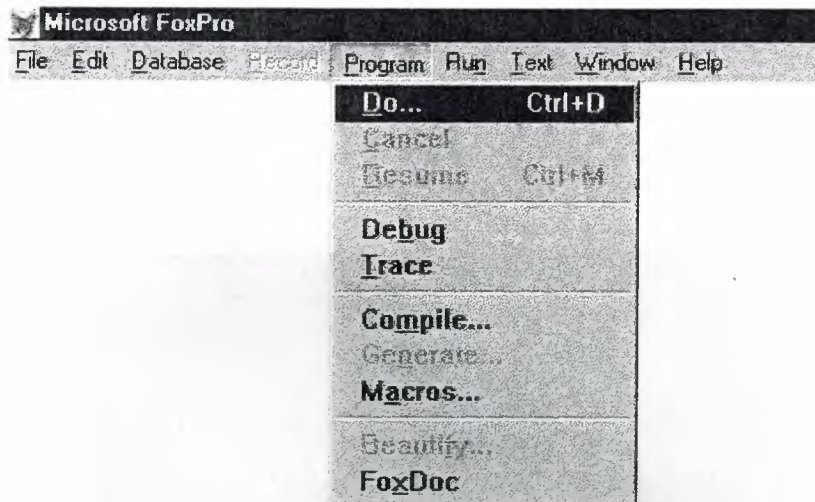 Microsoft FoxPro
File Edit Database Record Program Run Text Window Help
Do... Ctrl+D
Cancel
Resume Ctrl+M
Debug
Trace
Compile...
Generate...
Macros...
Beautify...
FoxDoc